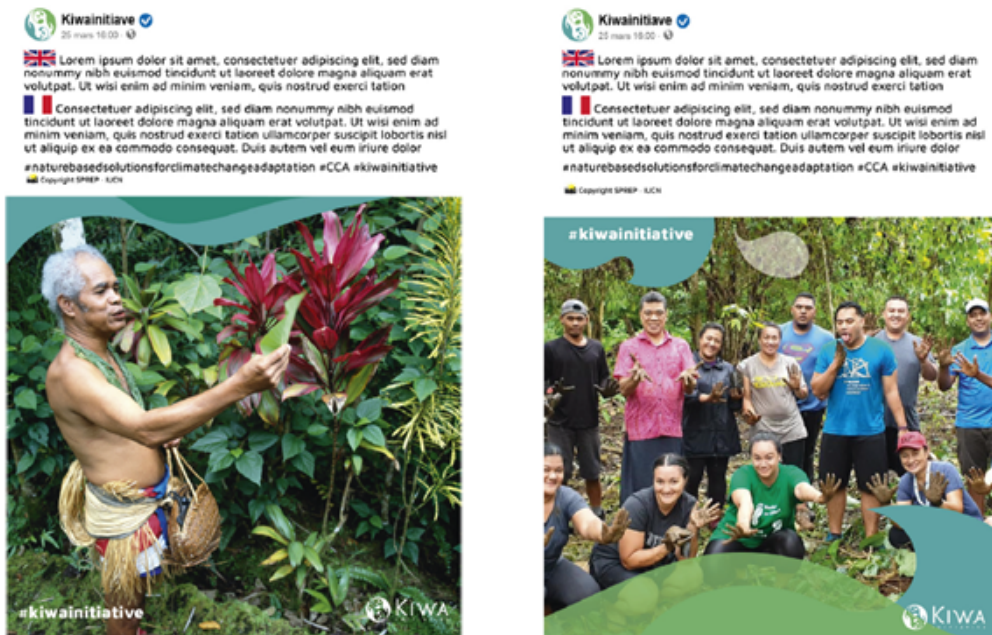 Kiwainitiave
25 mars 16:00 ·
Lorem ipsum dolor sit amet, consectetuer adipiscing elit, sed diam
nonummy nibh euismod tincidunt ut laoreet dolore magna aliquam erat
volutpat. Ut wisi enim ad minim veniam, quis nostrud exerci tation
Consectetuer adipiscing elit, sed diam nonummy nibh euismod
tincidunt ut laoreet dolore magna aliquam erat volutpat. Ut wisi enim ad
minim veniam, quis nostrud exerci tation ullamcorper suscipit lobortis nisl
ut aliquip ex ea commodo consequat. Duis autem vel eum iriure dolor
#naturebasedsolutionsforclimatechangeadaptation #CCA #kiwainitiative
Copyright SPREP - IUCN
#kiwainitiative
KIWA
Kiwainitiave
25 mars 16:00 ·
Lorem ipsum dolor sit amet, consectetuer adipiscing elit, sed diam
nonummy nibh euismod tincidunt ut laoreet dolore magna aliquam erat
volutpat. Ut wisi enim ad minim veniam, quis nostrud exerci tation
Consectetuer adipiscing elit, sed diam nonummy nibh euismod
tincidunt ut laoreet dolore magna aliquam erat volutpat. Ut wisi enim ad
minim veniam, quis nostrud exerci tation ullamcorper suscipit lobortis nisl
ut aliquip ex ea commodo consequat. Duis autem vel eum iriure dolor
#naturebasedsolutionsforclimatechangeadaptation #CCA #kiwainitiative
Copyright SPREP - IUCN
#kiwainitiative
KIWA